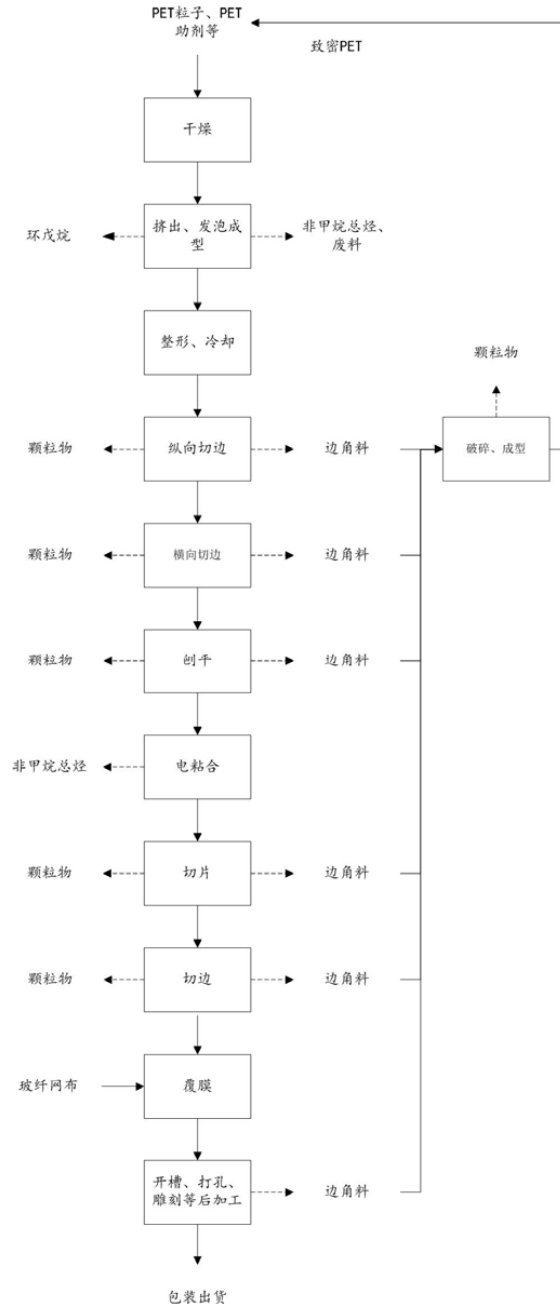 PET粒子、PET
助剂等
致密PET
干燥
环戊烷
挤出、发泡成
型
非甲烷总烃、
废料
整形、冷却
颗粒物
颗粒物
纵向切边
边角料
破碎、成型
颗粒物
横向切边
边角料
颗粒物
刨平
边角料
非甲烷总烃
电粘合
颗粒物
切片
边角料
颗粒物
切边
边角料
玻纤网布
覆膜
开槽、打孔、
雕刻等后加工
边角料
包装出货